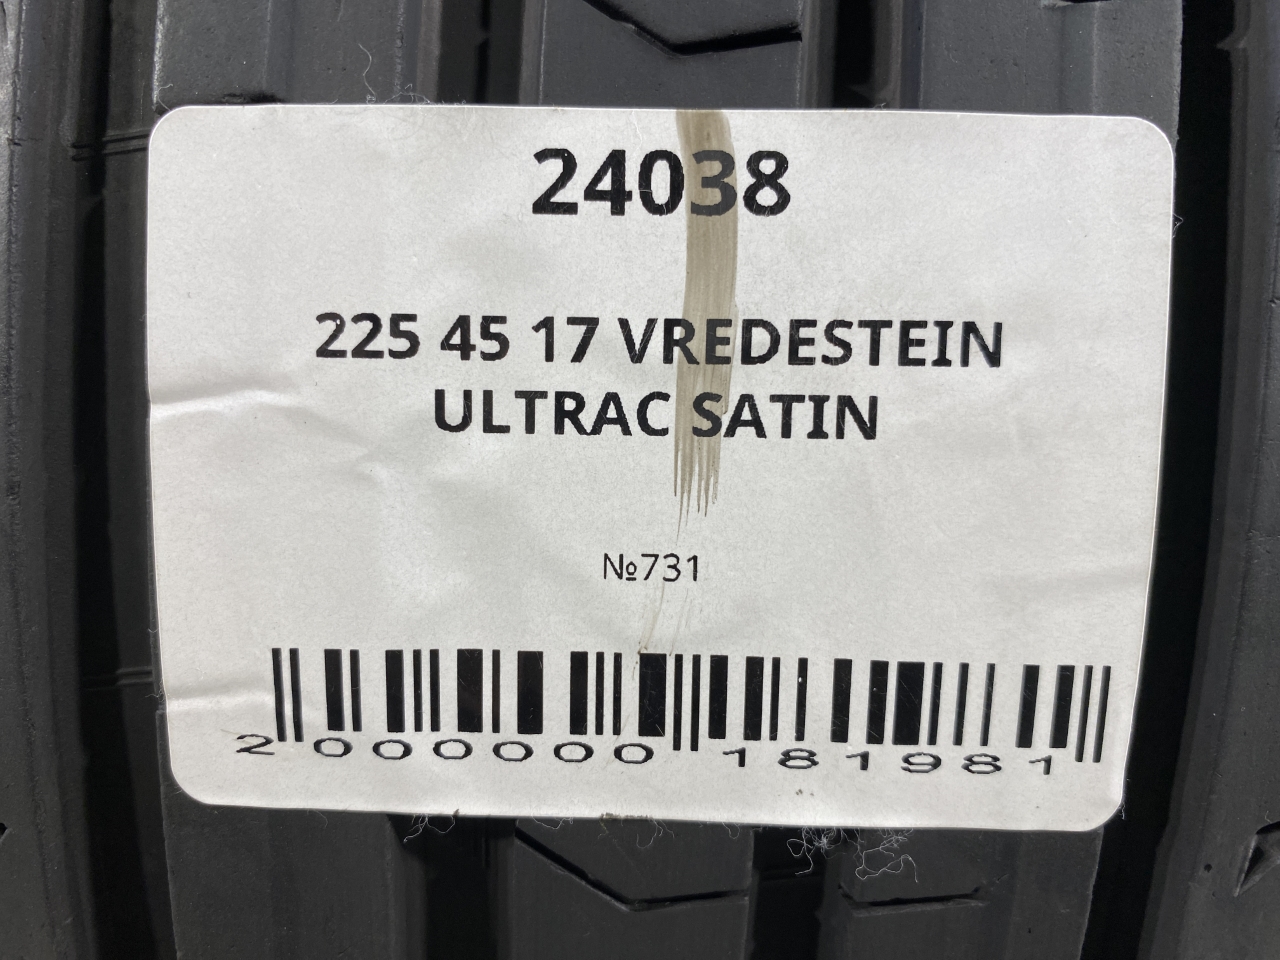 24038
225 45 17 VREDESTEIN
ULTRAC SATIN
№731
2 000000 181981